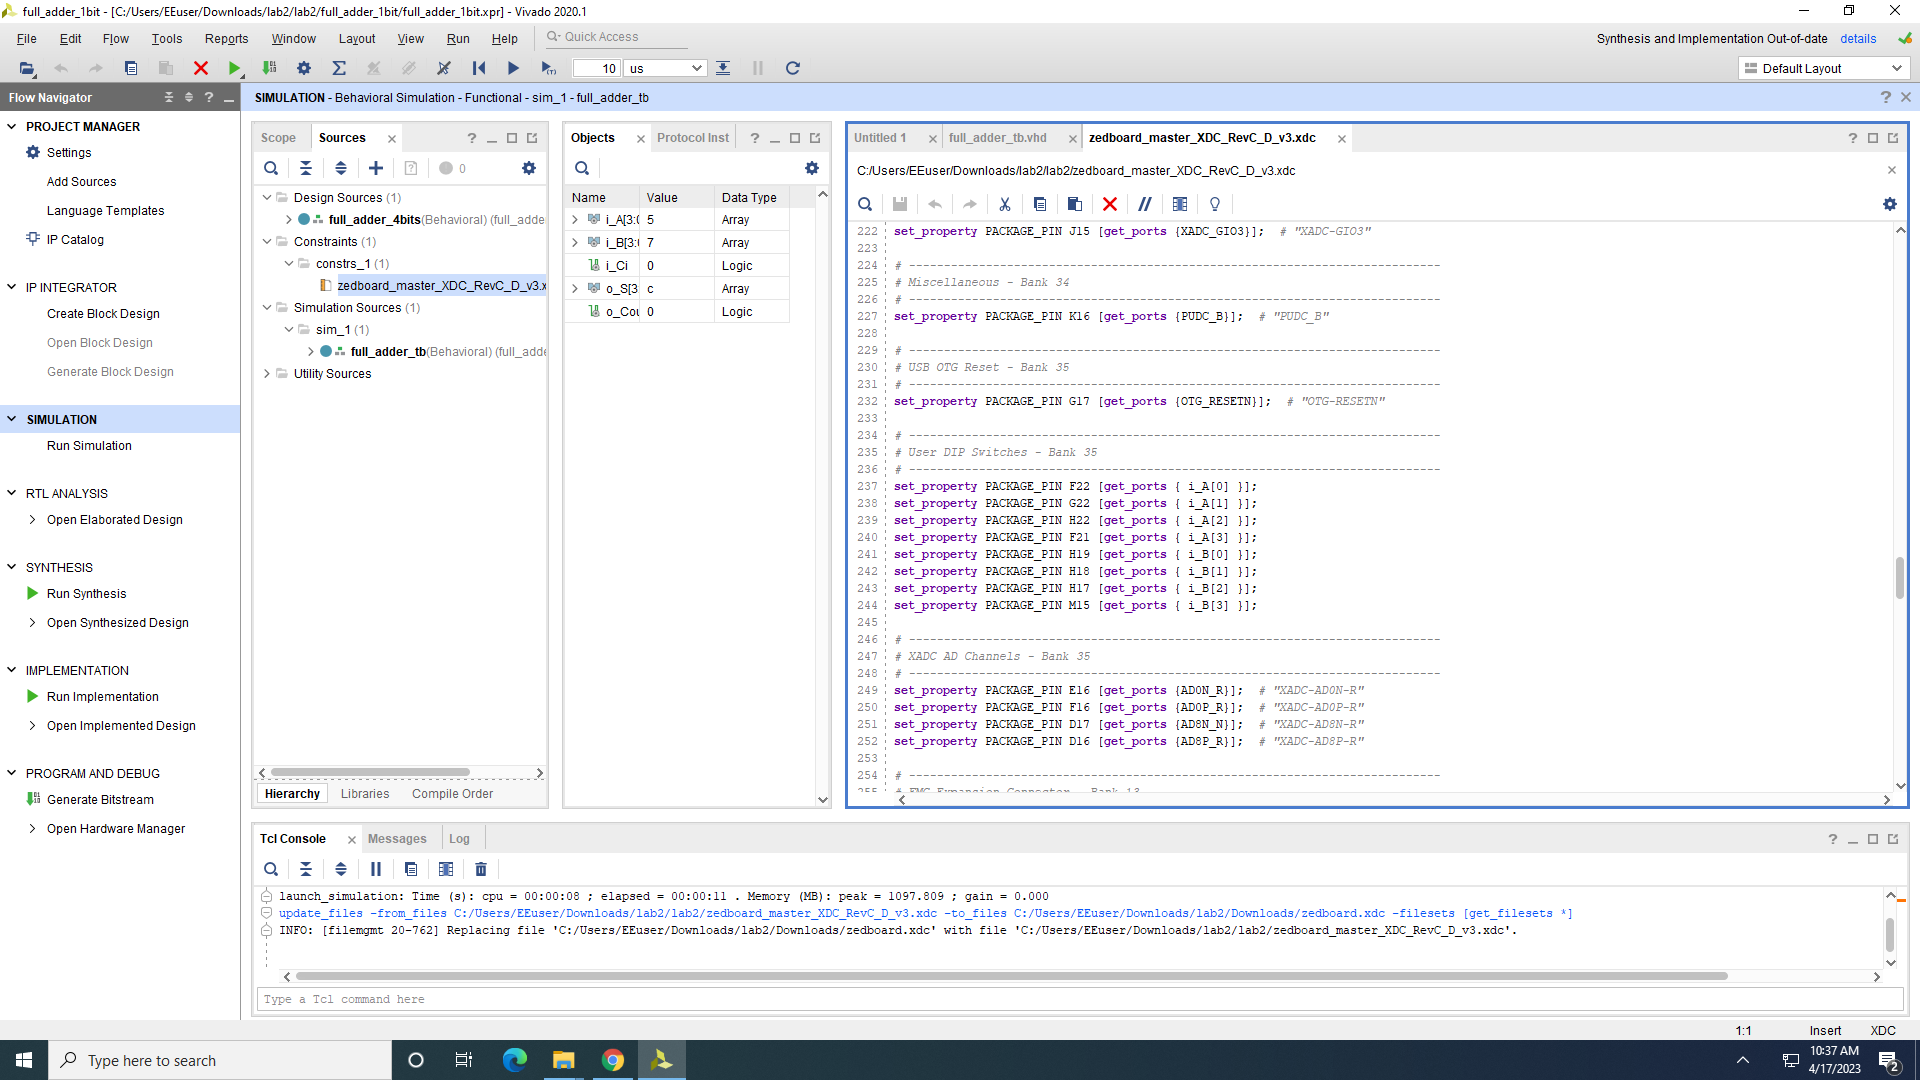 full_adder_1bit - [C:/Users/EEuser/Downloads/lab2/lab2/full_adder_1bit/full_adder_1bit.xpr] - Vivado 2020.1
File Edit Flow Tools Reports Window Layout View Run Help Quick Access
Synthesis and Implementation Out-of-date details
10 us
Default Layout
Flow Navigator
SIMULATION - Behavioral Simulation - Functional - sim_1 - full_adder_tb
PROJECT MANAGER
Settings
Add Sources
Language Templates
IP Catalog
IP INTEGRATOR
Create Block Design
Open Block Design
Generate Block Design
SIMULATION
Run Simulation
RTL ANALYSIS
Open Elaborated Design
SYNTHESIS
Run Synthesis
Open Synthesized Design
IMPLEMENTATION
Run Implementation
Open Implemented Design
PROGRAM AND DEBUG
Generate Bitstream
Open Hardware Manager
Scope Sources
0
Design Sources (1)
full_adder_4bits(Behavioral) (full_adde
Constraints (1)
constrs_1 (1)
zedboard_master_XDC_RevC_D_v3.x
Simulation Sources (1)
sim_1 (1)
full_adder_tb(Behavioral) (full_adde
Utility Sources
Hierarchy Libraries Compile Order
Objects Protocol Inst
Name Value Data Type
i_A[3:0 5 Array
i_B[3:0 7 Array
i_Ci 0 Logic
o_S[3: c Array
o_Cou 0 Logic
Untitled 1 full_adder_tb.vhd zedboard_master_XDC_RevC_D_v3.xdc
C:/Users/EEuser/Downloads/lab2/lab2/zedboard_master_XDC_RevC_D_v3.xdc
222 set_property PACKAGE_PIN J15 [get_ports {XADC_GIO3}];  # "XADC-GIO3"
223
224 # ----------------------------------------------------------------------------
225 # Miscellaneous - Bank 34
226 # ----------------------------------------------------------------------------
227 set_property PACKAGE_PIN K16 [get_ports {PUDC_B}];  # "PUDC_B"
228
229 # ----------------------------------------------------------------------------
230 # USB OTG Reset - Bank 35
231 # ----------------------------------------------------------------------------
232 set_property PACKAGE_PIN G17 [get_ports {OTG_RESETN}];  # "OTG-RESETN"
233
234 # ----------------------------------------------------------------------------
235 # User DIP Switches - Bank 35
236 # ----------------------------------------------------------------------------
237 set_property PACKAGE_PIN F22 [get_ports { i_A[0] }];
238 set_property PACKAGE_PIN G22 [get_ports { i_A[1] }];
239 set_property PACKAGE_PIN H22 [get_ports { i_A[2] }];
240 set_property PACKAGE_PIN F21 [get_ports { i_A[3] }];
241 set_property PACKAGE_PIN H19 [get_ports { i_B[0] }];
242 set_property PACKAGE_PIN H18 [get_ports { i_B[1] }];
243 set_property PACKAGE_PIN H17 [get_ports { i_B[2] }];
244 set_property PACKAGE_PIN M15 [get_ports { i_B[3] }];
245
246 # ----------------------------------------------------------------------------
247 # XADC AD Channels - Bank 35
248 # ----------------------------------------------------------------------------
249 set_property PACKAGE_PIN E16 [get_ports {AD0N_R}];  # "XADC-AD0N-R"
250 set_property PACKAGE_PIN F16 [get_ports {AD0P_R}];  # "XADC-AD0P-R"
251 set_property PACKAGE_PIN D17 [get_ports {AD8N_N}];  # "XADC-AD8N-R"
252 set_property PACKAGE_PIN D16 [get_ports {AD8P_R}];  # "XADC-AD8P-R"
253
254 # ----------------------------------------------------------------------------
255 # FMC Expansion Connector - Bank 13
Tcl Console Messages Log
launch_simulation: Time (s): cpu = 00:00:08 ; elapsed = 00:00:11 . Memory (MB): peak = 1097.809 ; gain = 0.000
update_files -from_files C:/Users/EEuser/Downloads/lab2/lab2/zedboard_master_XDC_RevC_D_v3.xdc -to_files C:/Users/EEuser/Downloads/lab2/Downloads/zedboard.xdc -filesets [get_filesets *]
INFO: [filemgmt 20-762] Replacing file 'C:/Users/EEuser/Downloads/lab2/Downloads/zedboard.xdc' with file 'C:/Users/EEuser/Downloads/lab2/lab2/zedboard_master_XDC_RevC_D_v3.xdc'.
Type a Tcl command here
1:1 Insert XDC
Type here to search
10:37 AM
4/17/2023
2